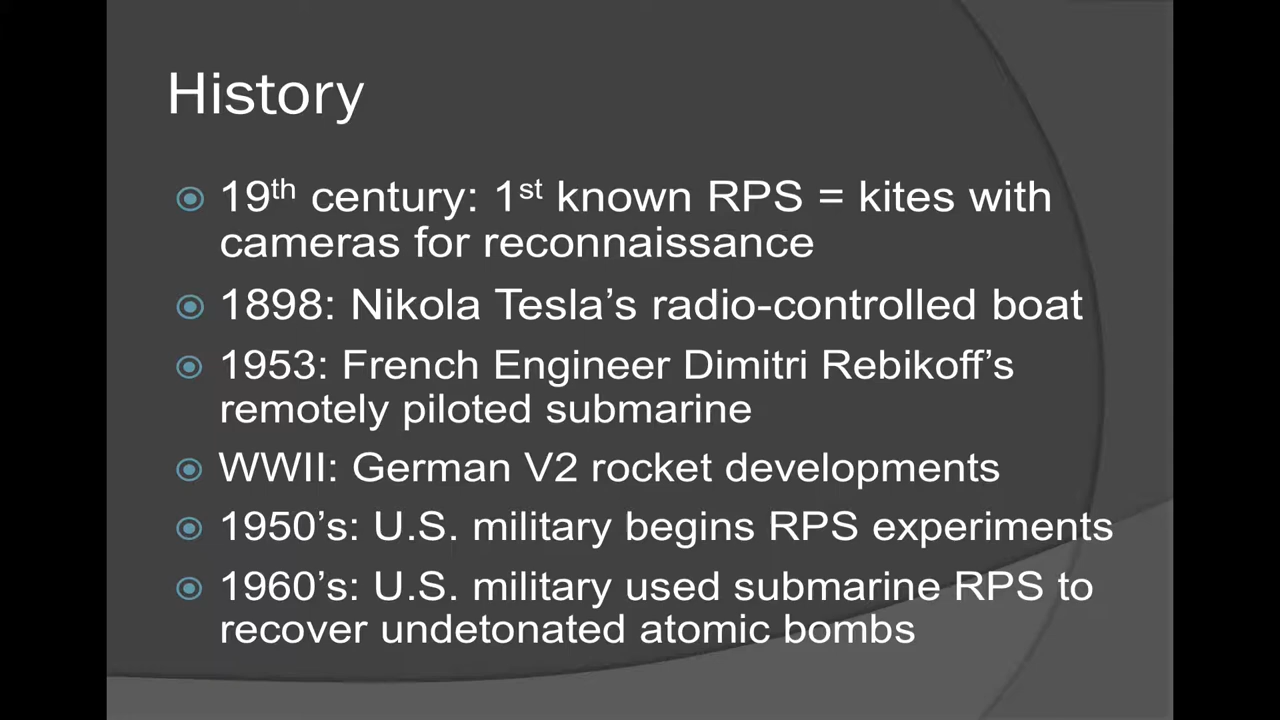 History
19th century: 1st known RPS = kites with
cameras for reconnaissance
1898: Nikola Tesla’s radio-controlled boat
1953: French Engineer Dimitri Rebikoff’s
remotely piloted submarine
WWII: German V2 rocket developments
1950’s: U.S. military begins RPS experiments
1960’s: U.S. military used submarine RPS to
recover undetonated atomic bombs